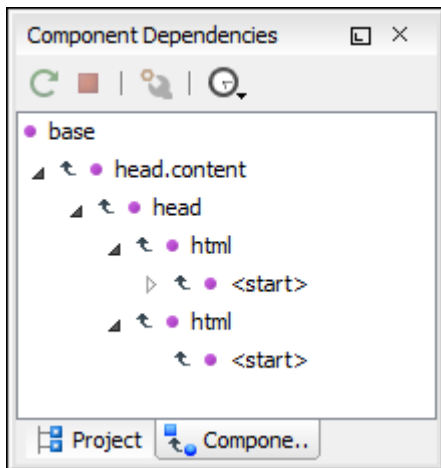 Component Dependencies
base
head.content
head
html
<start>
html
<start>
Project Compone..